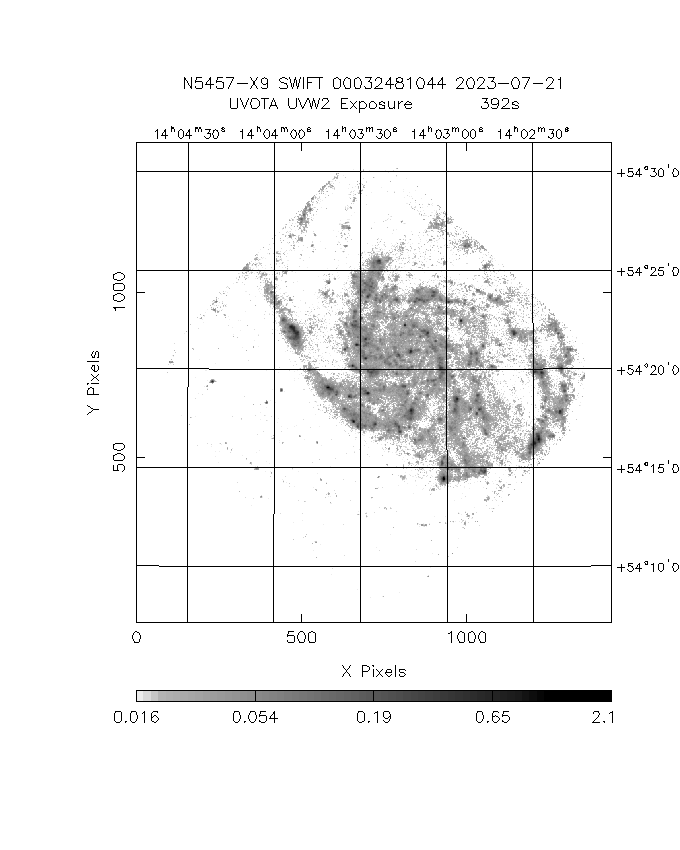 N5457-X9 SWIFT 00032481044 2023-07-21
UVOTA UVW2 Exposure 392s
14ʰ04ᵐ30ˢ 14ʰ04ᵐ00ˢ 14ʰ03ᵐ30ˢ 14ʰ03ᵐ00ˢ 14ʰ02ᵐ30ˢ
+54°30'0
+54°25'0
1000
+54°20'0
Y Pixels
500
+54°15'0
+54°10'0
0 500 1000
X Pixels
0.016 0.054 0.19 0.65 2.1